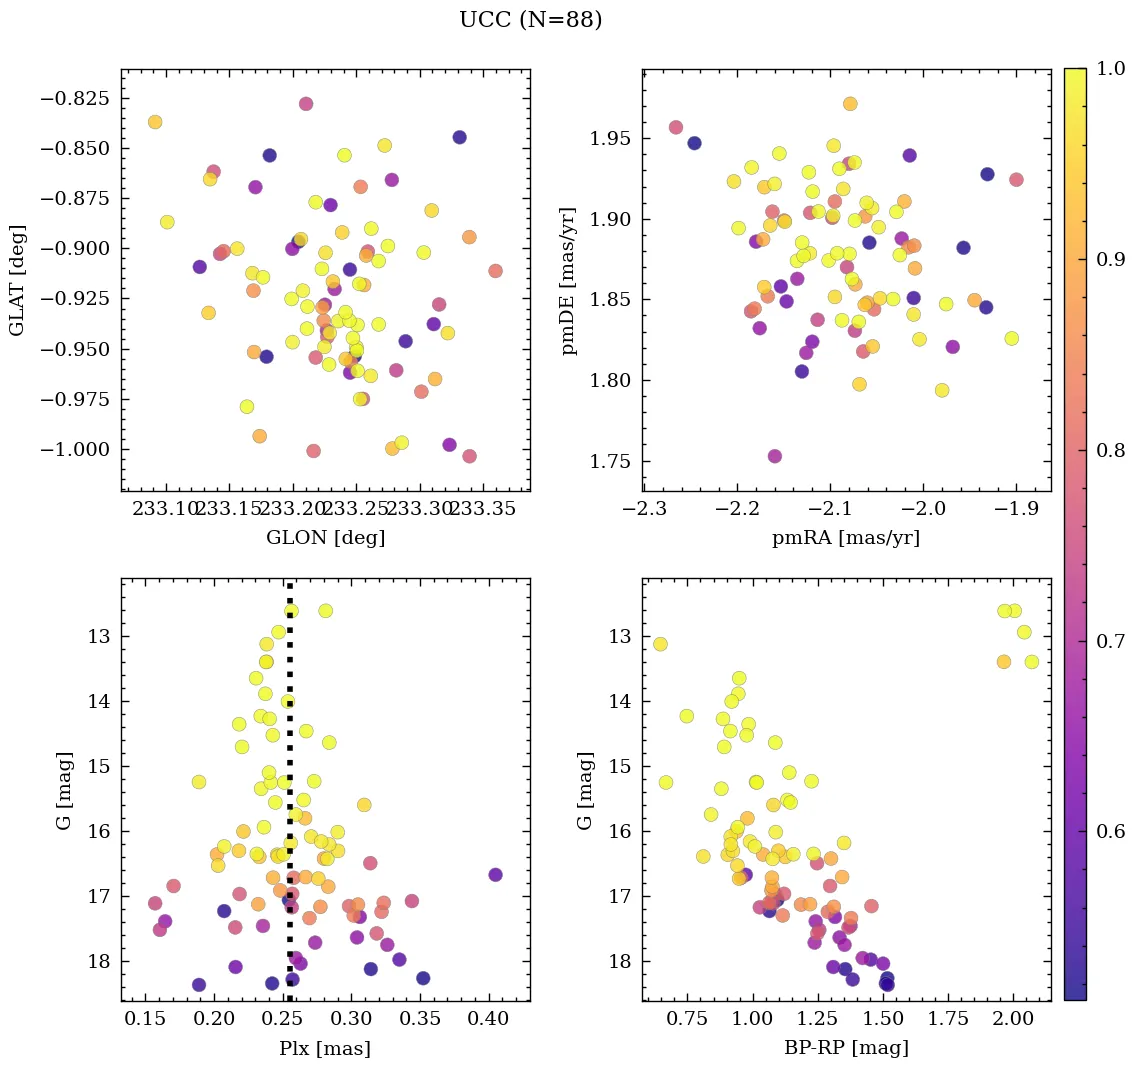 UCC (N=88)
−0.825
−0.850
−0.875
−0.900
−0.925
−0.950
−0.975
−1.000
GLAT [deg]
233.10 233.15 233.20 233.25 233.30 233.35
GLON [deg]
1.95
1.90
1.85
1.80
1.75
pmDE [mas/yr]
−2.3 −2.2 −2.1 −2.0 −1.9
pmRA [mas/yr]
1.0
0.9
0.8
0.7
0.6
13
14
15
16
17
18
G [mag]
0.15 0.20 0.25 0.30 0.35 0.40
Plx [mas]
13
14
15
16
17
18
G [mag]
0.75 1.00 1.25 1.50 1.75 2.00
BP-RP [mag]